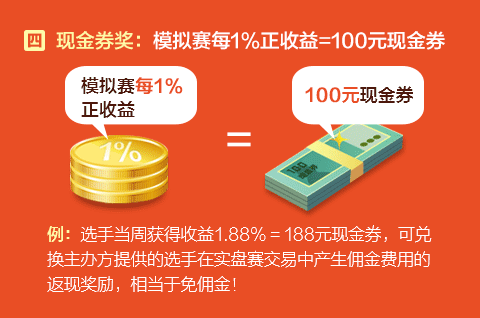 四 现金券奖：模拟赛每1%正收益=100元现金券
模拟赛每1%
正收益
100元现金券
1%
=
100
现金券
例：选手当周获得收益1.88% = 188元现金券，可兑
换主办方提供的选手在实盘赛交易中产生佣金费用的
返现奖励，相当于免佣金！